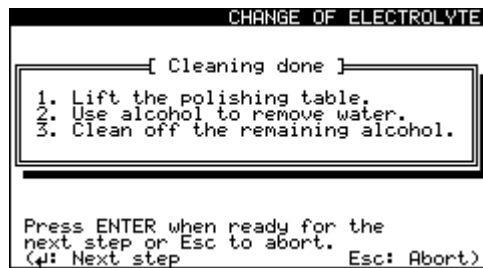 CHANGE OF ELECTROLYTE
[ Cleaning done ]
1. Lift the polishing table.
2. Use alcohol to remove water.
3. Clean off the remaining alcohol.
Press ENTER when ready for the
next step or Esc to abort.
(↲: Next step Esc: Abort)